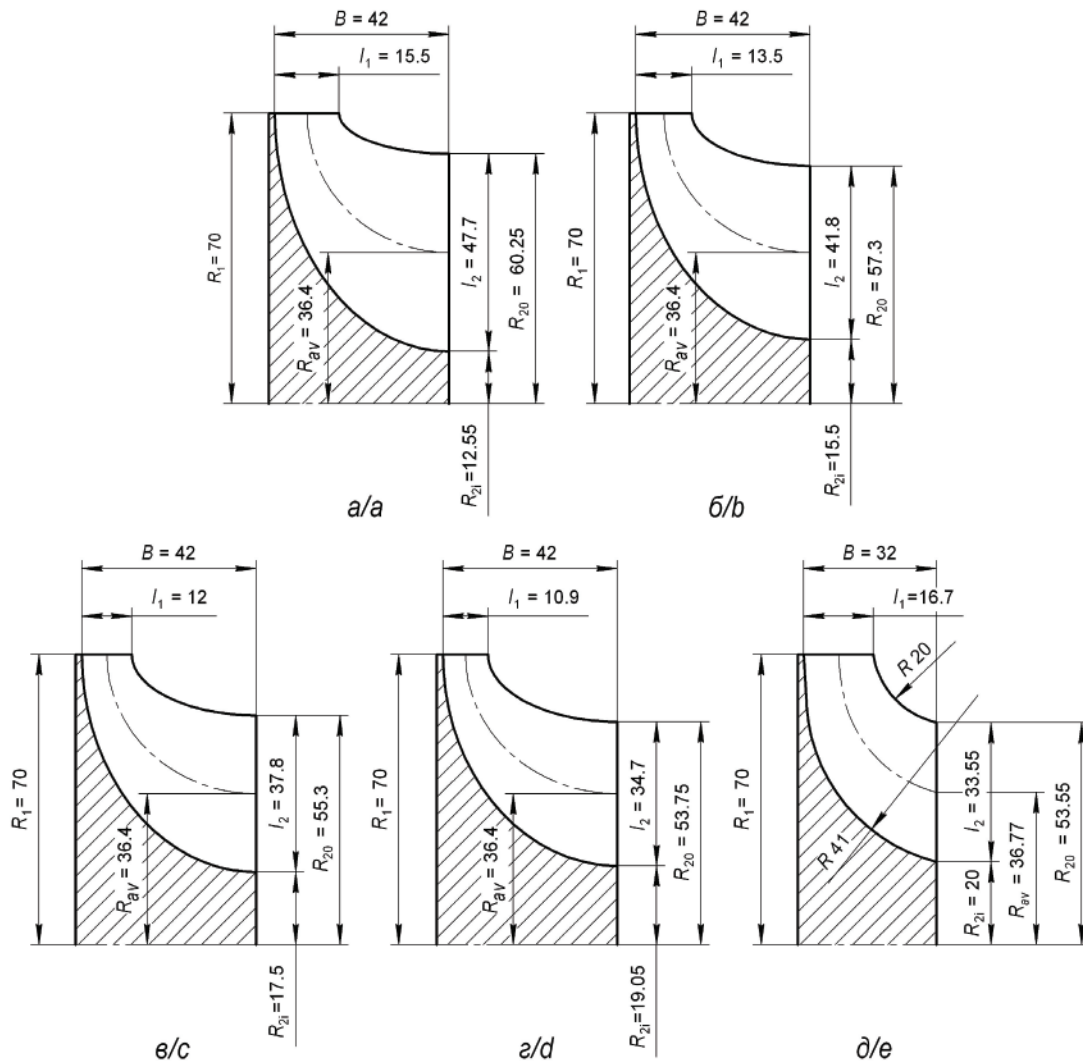 B = 42
l₁ = 15.5
R₁ = 70
Rav = 36.4
l₂ = 47.7
R₂₀ = 60.25
R₂ᵢ=12.55
а/a
B = 42
l₁ = 13.5
R₁ = 70
Rav = 36.4
l₂ = 41.8
R₂₀ = 57.3
R₂ᵢ=15.5
б/b
B = 42
l₁ = 12
R₁ = 70
Rav = 36.4
l₂ = 37.8
R₂₀ = 55.3
R₂ᵢ=17.5
в/c
B = 42
l₁ = 10.9
R₁ = 70
Rav = 36.4
l₂ = 34.7
R₂₀ = 53.75
R₂ᵢ=19.05
г/d
B = 32
l₁=16.7
R 20
R₁ = 70
R 41
l₂ = 33.55
R₂ᵢ = 20
Rav = 36.77
R₂₀ = 53.55
д/e